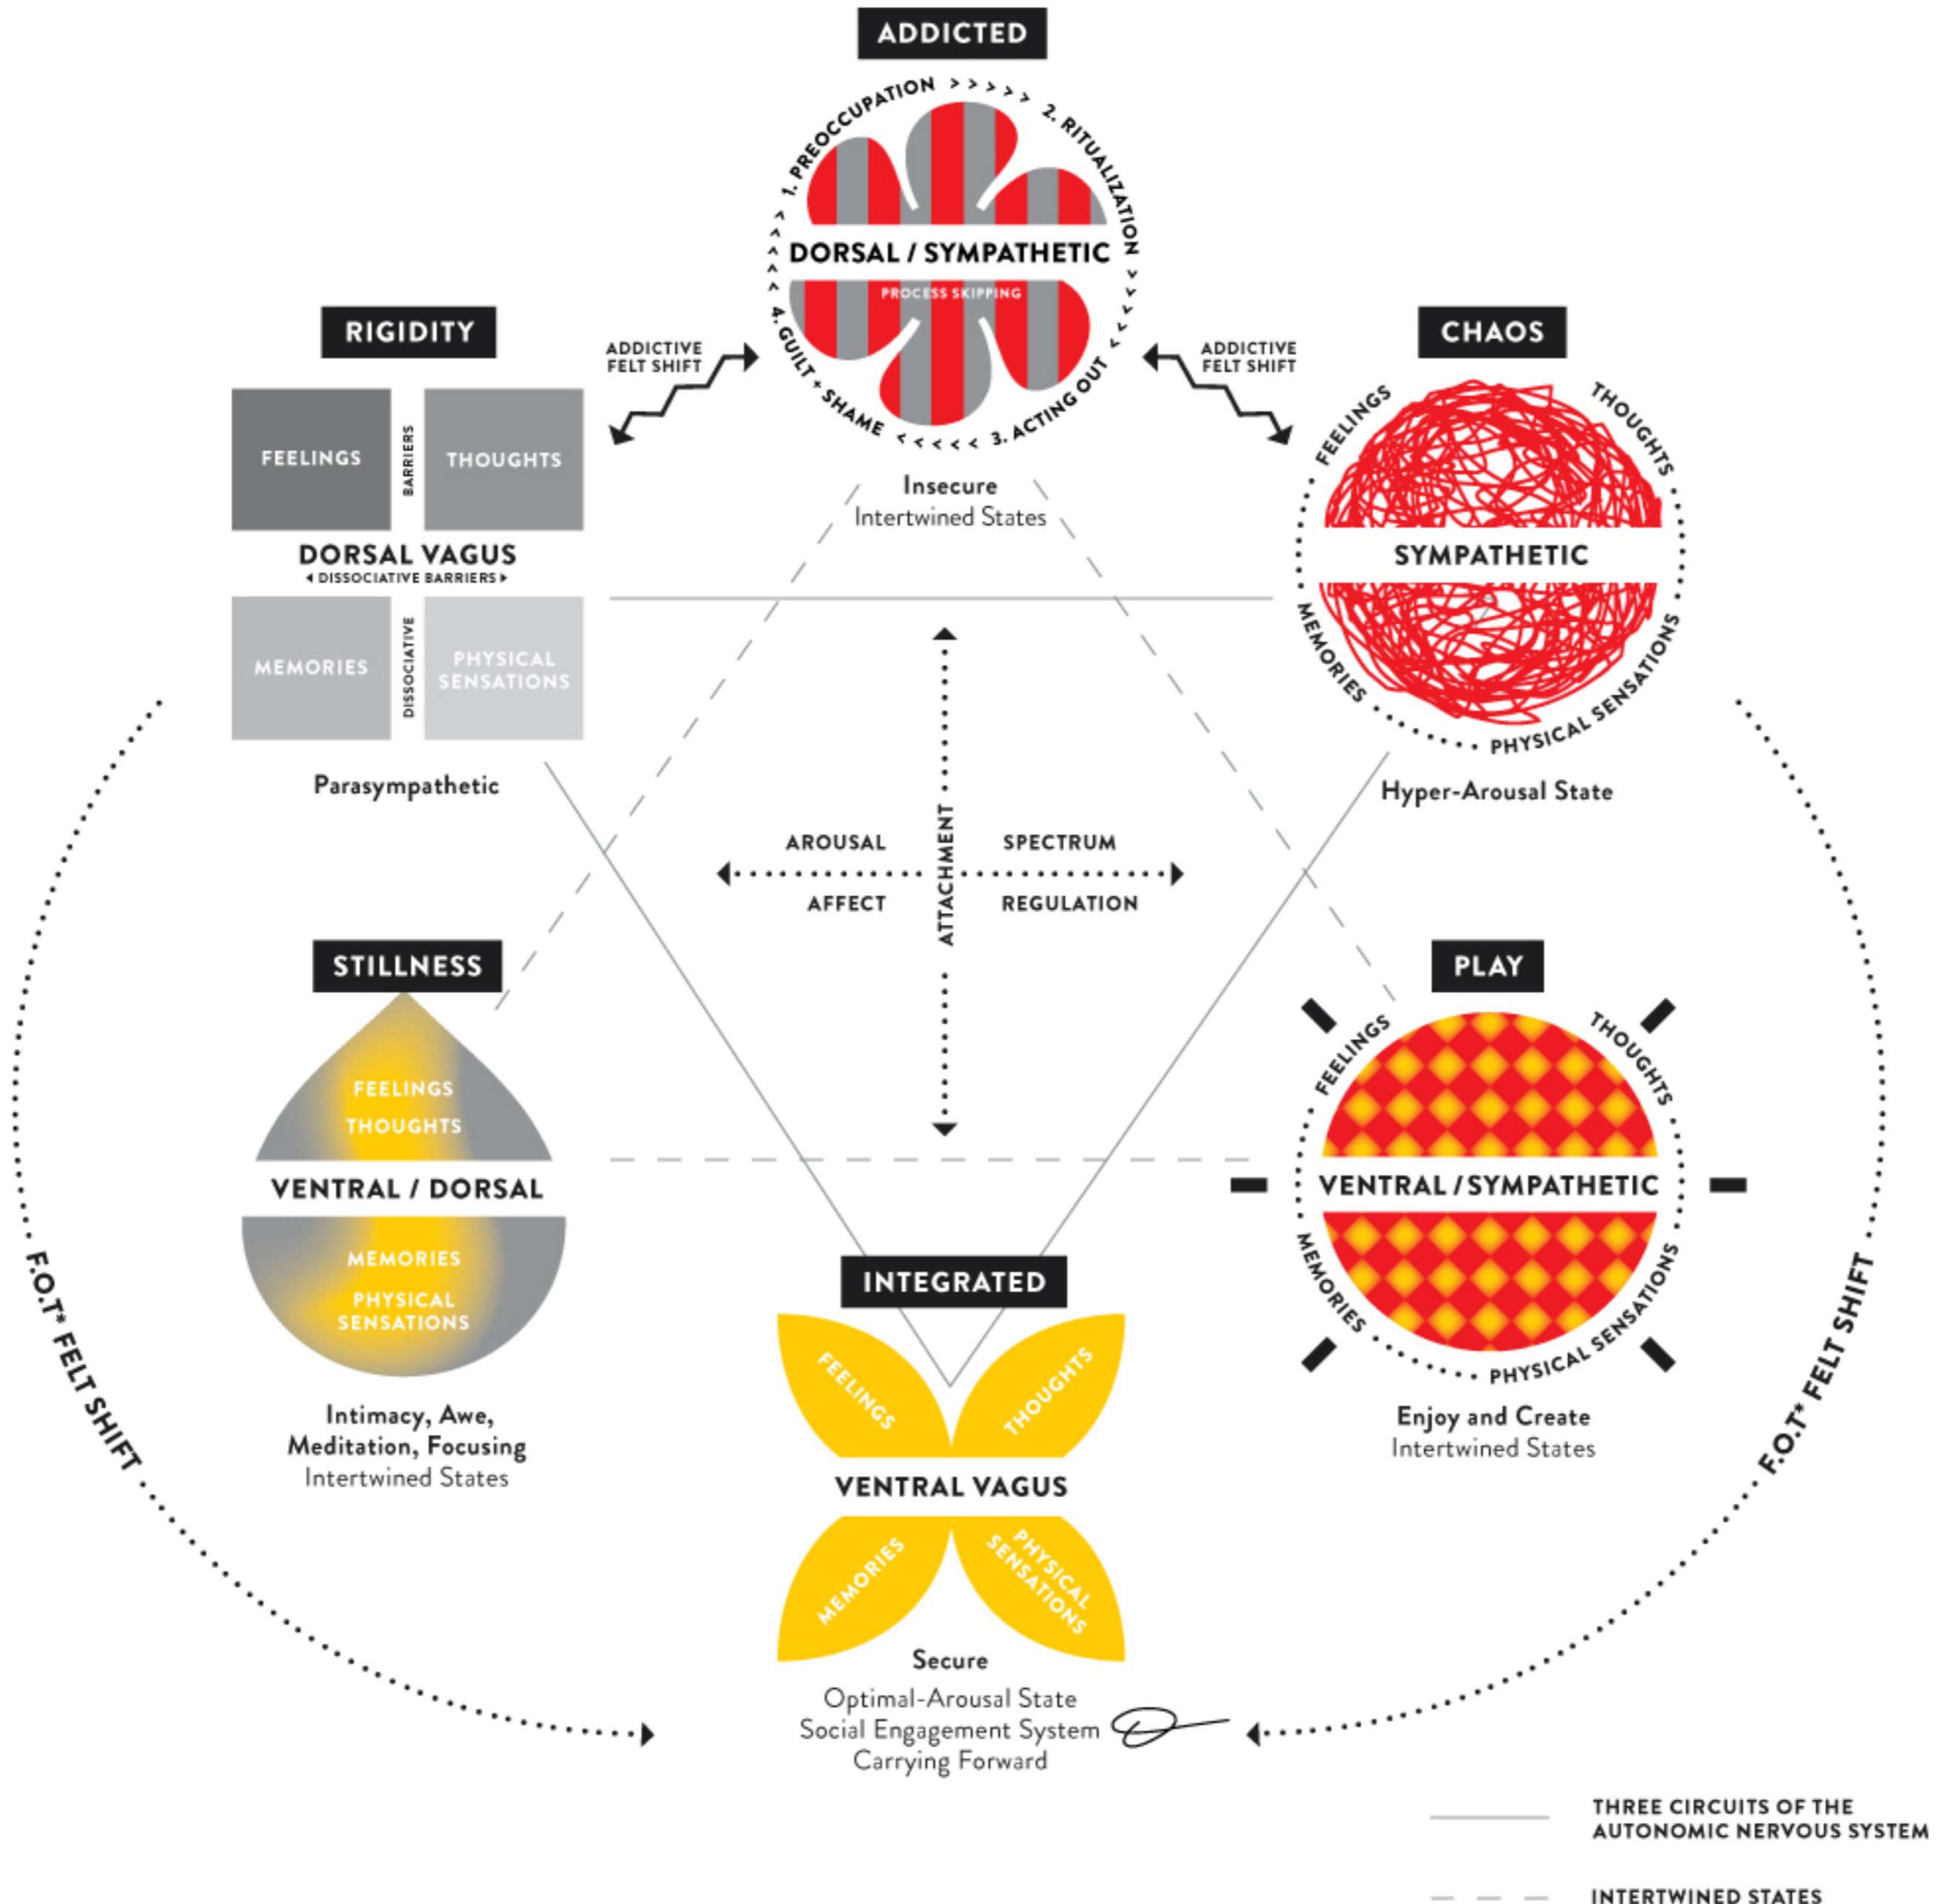 ADDICTED
1. PREOCCUPATION > > > > >
2. RITUALIZATION > > > > >
3. ACTING OUT < < < < <
4. GUILT + SHAME > > > > >
DORSAL / SYMPATHETIC
PROCESS SKIPPING
Insecure
Intertwined States
ADDICTIVE
FELT SHIFT
ADDICTIVE
FELT SHIFT
RIGIDITY
FEELINGS
BARRIERS
THOUGHTS
DORSAL VAGUS
DISSOCIATIVE BARRIERS
MEMORIES
DISSOCIATIVE
PHYSICAL
SENSATIONS
Parasympathetic
CHAOS
FEELINGS
THOUGHTS
SYMPATHETIC
MEMORIES
PHYSICAL SENSATIONS
Hyper-Arousal State
AROUSAL
SPECTRUM
ATTACHMENT
AFFECT
REGULATION
STILLNESS
FEELINGS
THOUGHTS
VENTRAL / DORSAL
MEMORIES
PHYSICAL
SENSATIONS
Intimacy, Awe,
Meditation, Focusing
Intertwined States
PLAY
FEELINGS
THOUGHTS
VENTRAL / SYMPATHETIC
MEMORIES
PHYSICAL SENSATIONS
Enjoy and Create
Intertwined States
F.O.T* FELT SHIFT
F.O.T* FELT SHIFT
INTEGRATED
FEELINGS
THOUGHTS
VENTRAL VAGUS
MEMORIES
PHYSICAL
SENSATIONS
Secure
Optimal-Arousal State
Social Engagement System
Carrying Forward
THREE CIRCUITS OF THE
AUTONOMIC NERVOUS SYSTEM
INTERTWINED STATES